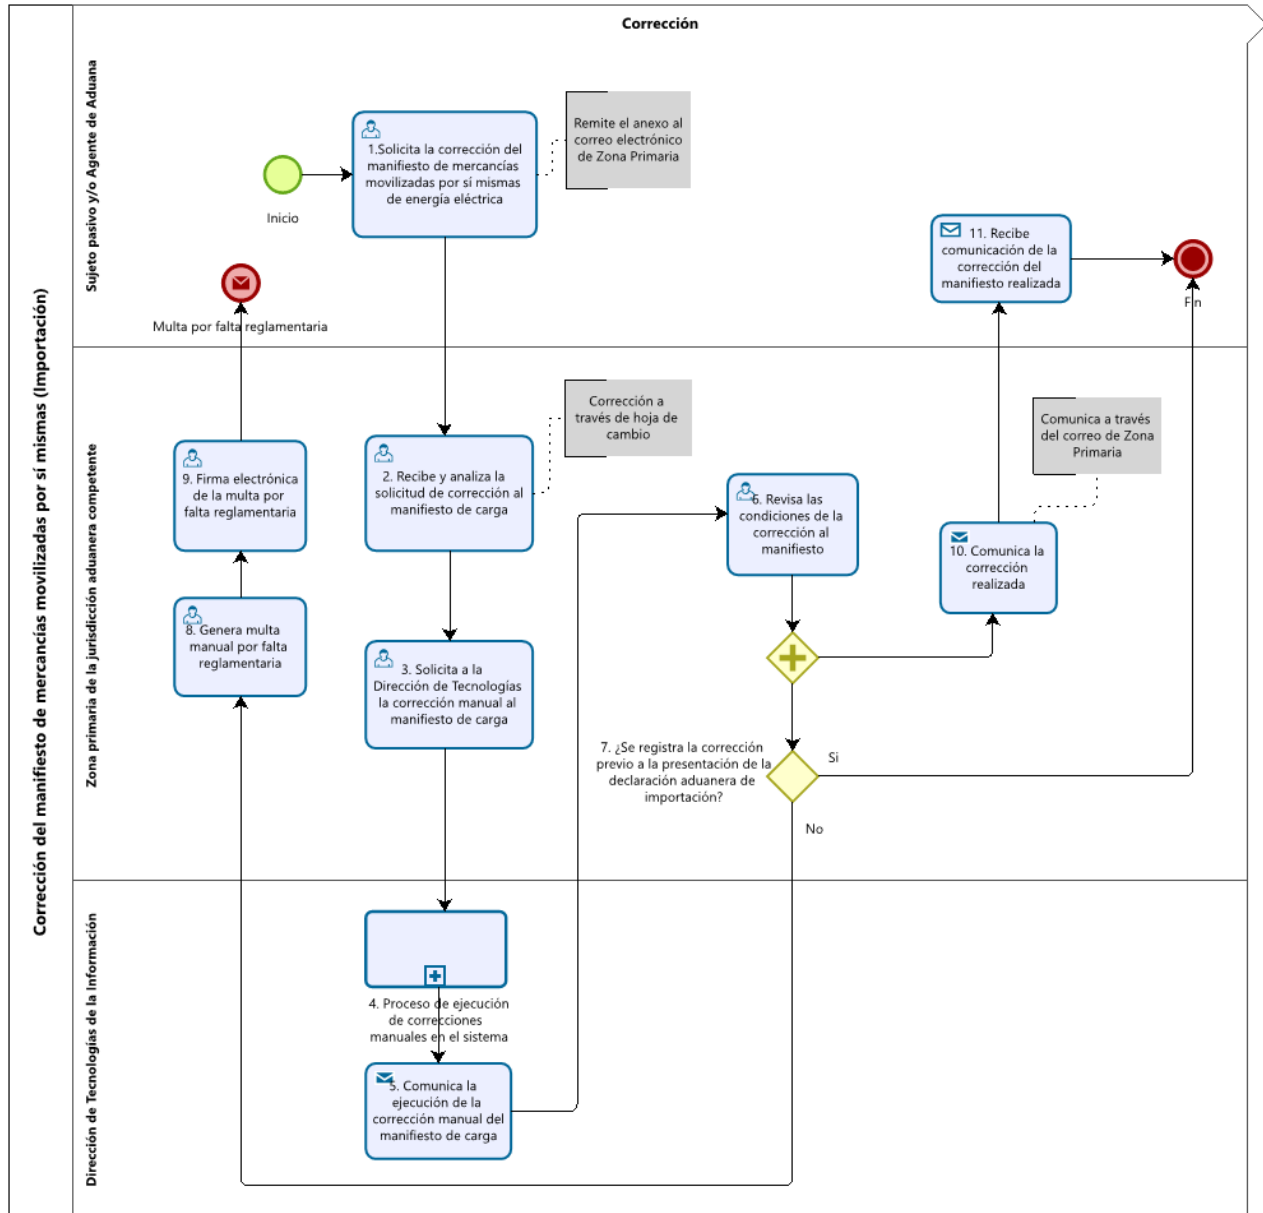 Corrección
Corrección del manifiesto de mercancías movilizadas por sí mismas (Importación)
Sujeto pasivo y/o Agente de Aduana
Inicio
1.Solicita la corrección del
manifiesto de mercancías
movilizadas por sí mismas
de energía eléctrica
Remite el anexo al
correo electrónico
de Zona Primaria
Multa por falta reglamentaria
11. Recibe
comunicación de la
corrección del
manifiesto realizada
Fin
Zona primaria de la jurisdicción aduanera competente
9. Firma electrónica
de la multa por
falta reglamentaria
8. Genera multa
manual por falta
reglamentaria
2. Recibe y analiza la
solicitud de corrección al
manifiesto de carga
Corrección a
través de hoja de
cambio
3. Solicita a la
Dirección de Tecnologías
la corrección manual al
manifiesto de carga
6. Revisa las
condiciones de la
corrección al
manifiesto
Comunica a través
del correo de Zona
Primaria
10. Comunica la
corrección
realizada
7. ¿Se registra la corrección
previo a la presentación de la
declaración aduanera de
importación?
Si
No
Dirección de Tecnologías de la Información
4. Proceso de ejecución
de correcciones
manuales en el sistema
5. Comunica la
ejecución de la
corrección manual del
manifiesto de carga